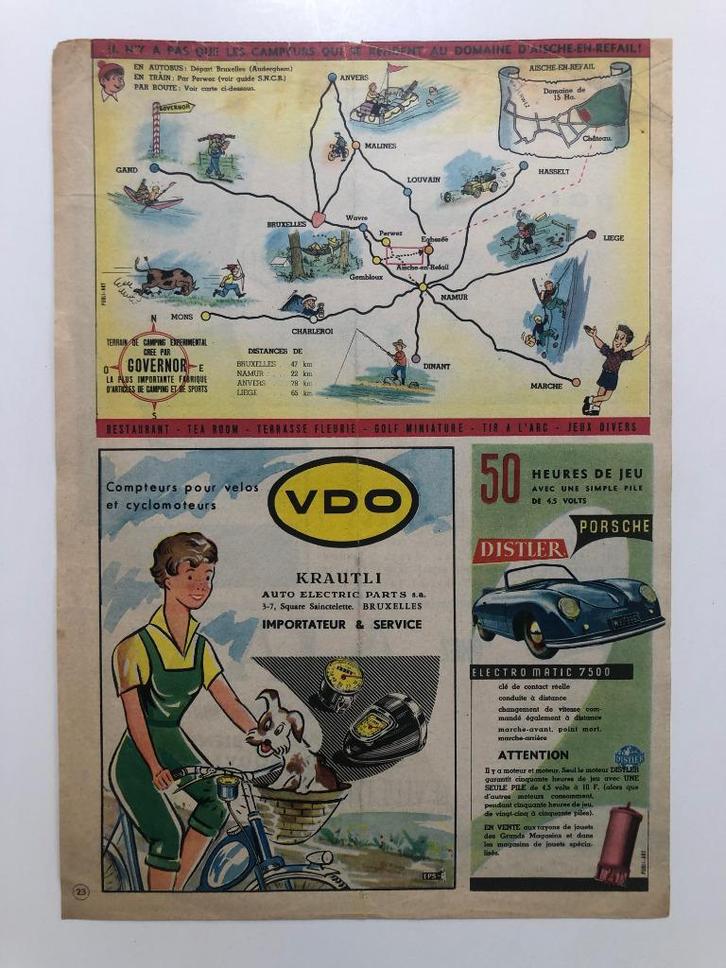 IL N'Y A PAS QUE LES CAMPEURS QUI SE RENDENT AU DOMAINE D'AISCHE-EN-REFAIL!
EN AUTOBUS: Départ Bruxelles (Auderghem)
EN TRAIN: Par Perwez (voir guide S.N.C.B.)
PAR ROUTE: Voir carte ci-dessous.
GOVERNOR
ANVERS
AISCHE-EN-REFAIL
Domaine de
15 Ha.
Château.
MALINES
GAND
LOUVAIN
HASSELT
BRUXELLES
Wavre
Perwez
Eghezée
LIEGE
Gembloux
Aische-en-Refail
NAMUR
PUBLI-ART
MONS
CHARLEROI
N
O
E
S
TERRAIN DE CAMPING EXPERIMENTAL
CREE PAR
GOVERNOR
LA PLUS IMPORTANTE FABRIQUE
D'ARTICLES DE CAMPING ET DE SPORTS
DISTANCES DE
BRUXELLES . 47 km
NAMUR . . . 22 km
ANVERS 78 km
LIEGE 65 km
DINANT
MARCHE
RESTAURANT - TEA ROOM - TERRASSE FLEURIE - GOLF MINIATURE - TIR A L'ARC - JEUX DIVERS
Compteurs pour velos
et cyclomoteurs
VDO
KRAUTLI
AUTO ELECTRIC PARTS s.a.
3-7, Square Sainctelette. BRUXELLES
IMPORTATEUR & SERVICE
23
50 HEURES DE JEU
AVEC UNE SIMPLE PILE
DE 4,5 VOLTS
DISTLER
PORSCHE
ELECTROMATIC 7500
clé de contact réelle
conduite à distance
changement de vitesse com-
mandé également à distance
marche-avant, point mort,
marche-arrière
ATTENTION
DISTLER
Il y a moteur et moteur. Seul le moteur DISTLER
garantit cinquante heures de jeu avec UNE
SEULE PILE de 4,5 volts à 10 F. (alors que
d'autres moteurs consomment,
pendant cinquante heures de jeu,
de vingt-cinq à cinquante piles).
EN VENTE aux rayons de jouets
des Grands Magasins et dans
les magasins de jouets spécia-
lisés.
PUBLI-ART